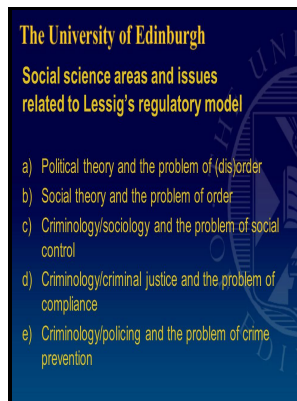 The University of Edinburgh
Social science areas and issues
related to Lessig's regulatory model
a) Political theory and the problem of (dis)order
b) Social theory and the problem of order
c) Criminology/sociology and the problem of social
control
d) Criminology/criminal justice and the problem of
compliance
e) Criminology/policing and the problem of crime
prevention